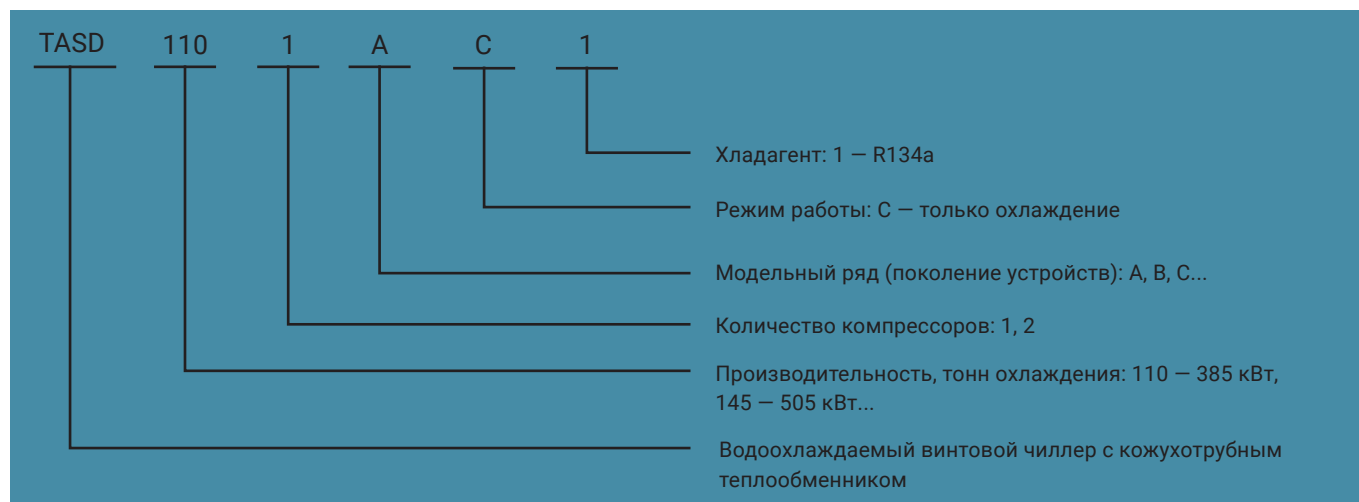 TASD 110 1 A C 1
Хладагент: 1 — R134a
Режим работы: C — только охлаждение
Модельный ряд (поколение устройств): A, B, C...
Количество компрессоров: 1, 2
Производительность, тонн охлаждения: 110 — 385 кВт,
145 — 505 кВт...
Водоохлаждаемый винтовой чиллер с кожухотрубным
теплообменником